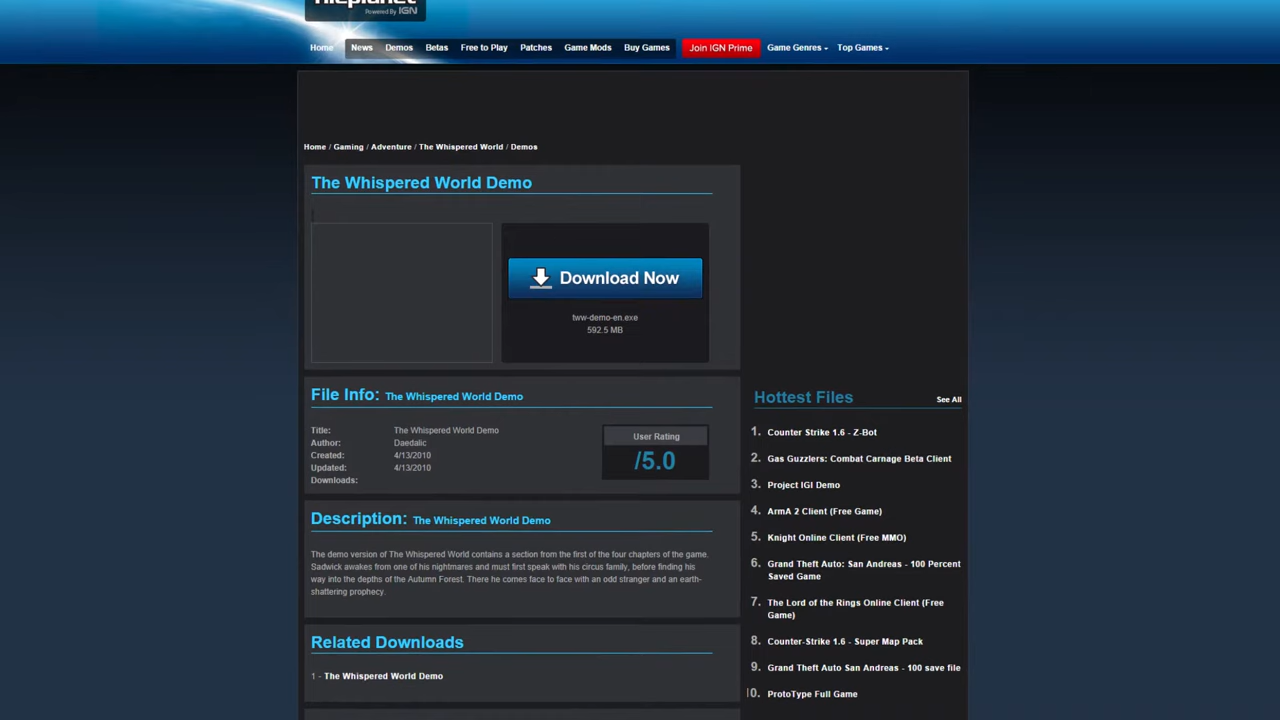 Powered By IGN
Home News Demos Betas Free to Play Patches Game Mods Buy Games Join IGN Prime Game Genres Top Games
Home / Gaming / Adventure / The Whispered World / Demos
The Whispered World Demo
Download Now
tww-demo-en.exe
592.5 MB
File Info: The Whispered World Demo
Title: The Whispered World Demo
Author: Daedalic
Created: 4/13/2010
Updated: 4/13/2010
Downloads:
User Rating
/5.0
Description: The Whispered World Demo
The demo version of The Whispered World contains a section from the first of the four chapters of the game.
Sadwick awakes from one of his nightmares and must first speak with his circus family, before finding his
way into the depths of the Autumn Forest. There he comes face to face with an odd stranger and an earth-
shattering prophecy.
Related Downloads
1 - The Whispered World Demo
Hottest Files See All
1. Counter Strike 1.6 - Z-Bot
2. Gas Guzzlers: Combat Carnage Beta Client
3. Project IGI Demo
4. ArmA 2 Client (Free Game)
5. Knight Online Client (Free MMO)
6. Grand Theft Auto: San Andreas - 100 Percent
Saved Game
7. The Lord of the Rings Online Client (Free
Game)
8. Counter-Strike 1.6 - Super Map Pack
9. Grand Theft Auto San Andreas - 100 save file
10. ProtoType Full Game